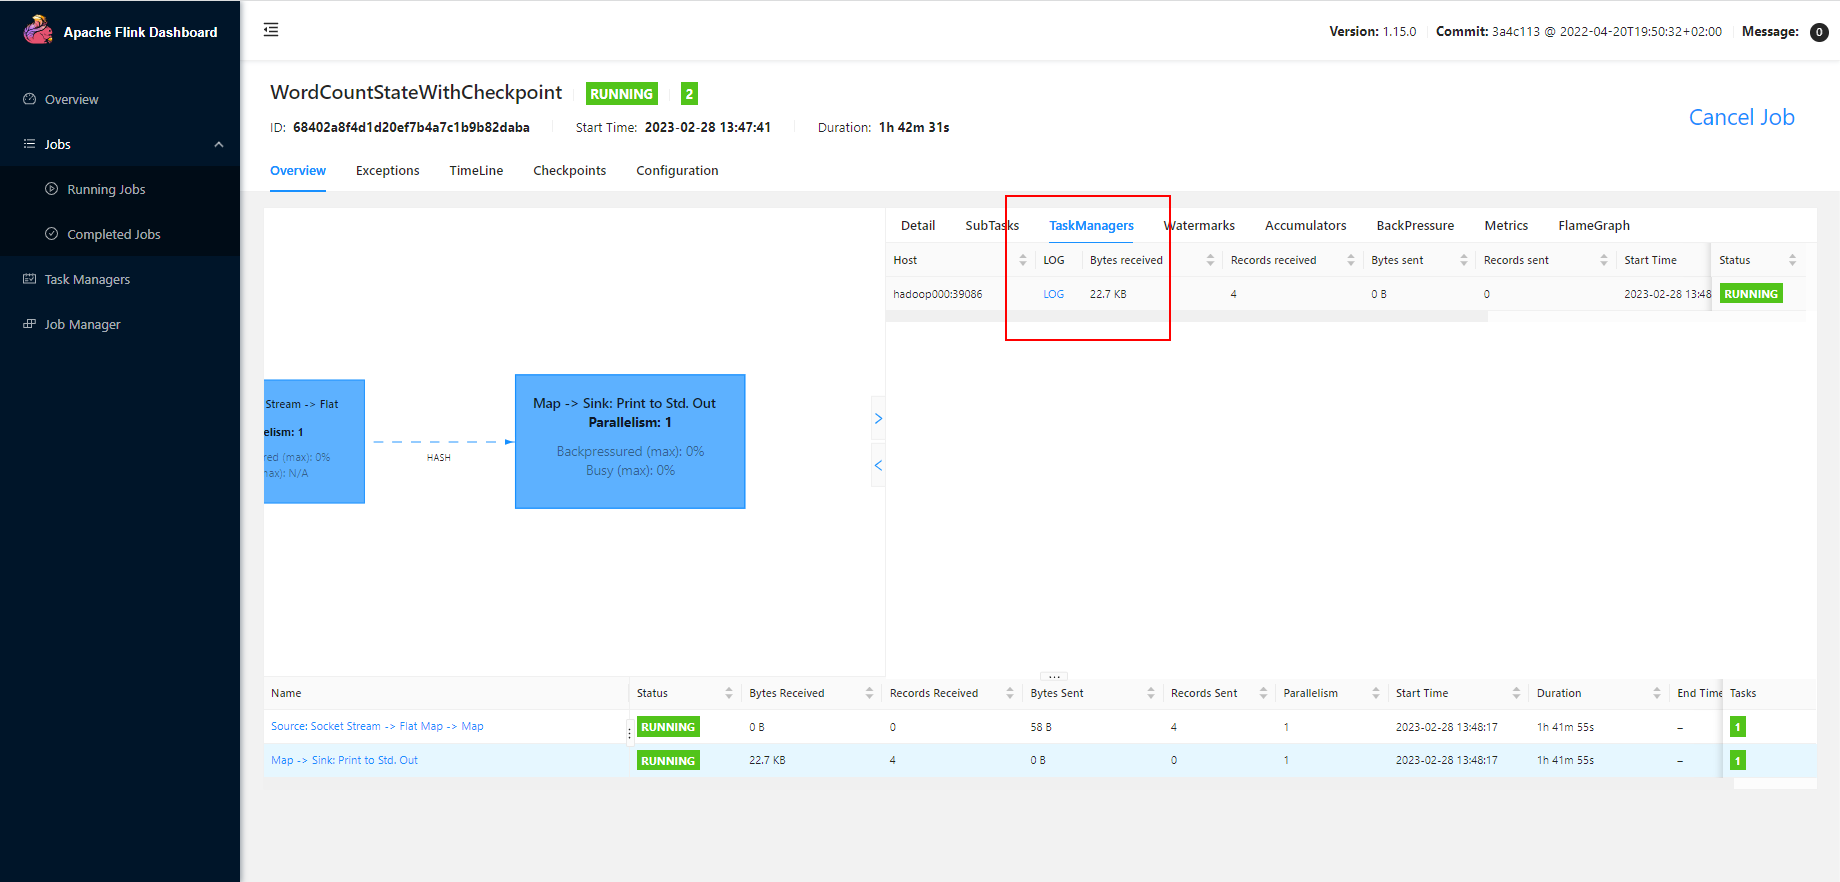 Apache Flink Dashboard
Version: 1.15.0 Commit: 3a4c113 @ 2022-04-20T19:50:32+02:00 Message: 0
Overview
Jobs
Running Jobs
Completed Jobs
Task Managers
Job Manager
WordCountStateWithCheckpoint RUNNING 2
ID: 68402a8f4d1d20ef7b4a7c1b9b82daba Start Time: 2023-02-28 13:47:41 Duration: 1h 42m 31s
Cancel Job
Overview Exceptions TimeLine Checkpoints Configuration
Stream -> Flat
elism: 1
red (max): 0%
max): N/A
HASH
Map -> Sink: Print to Std. Out
Parallelism: 1
Backpressured (max): 0%
Busy (max): 0%
Detail SubTasks TaskManagers Watermarks Accumulators BackPressure Metrics FlameGraph
Host LOG Bytes received Records received Bytes sent Records sent Start Time Status
hadoop000:39086 LOG 22.7 KB 4 0 B 0 2023-02-28 13:48 RUNNING
Name Status Bytes Received Records Received Bytes Sent Records Sent Parallelism Start Time Duration End Time Tasks
Source: Socket Stream -> Flat Map -> Map RUNNING 0 B 0 58 B 4 1 2023-02-28 13:48:17 1h 41m 55s – 1
Map -> Sink: Print to Std. Out RUNNING 22.7 KB 4 0 B 0 1 2023-02-28 13:48:17 1h 41m 55s – 1